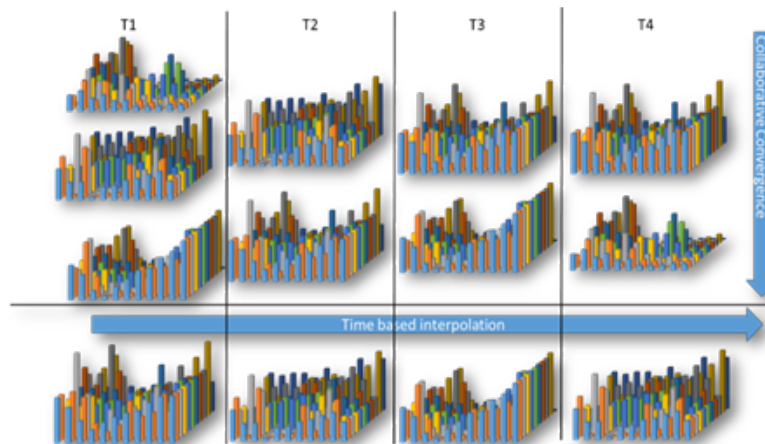 T1
T2
T3
T4
Collaborative Convergence
Time based interpolation